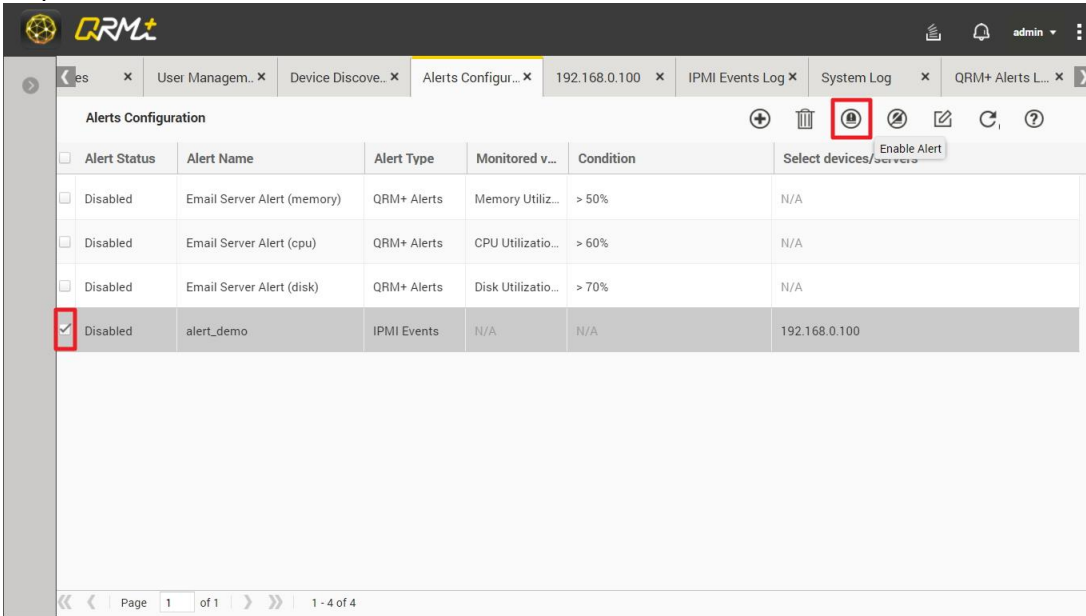 QRM+
admin
es User Managem.. Device Discove.. Alerts Configur,.. 192.168.0.100 IPMI Events Log System Log QRM+ Alerts L...
Alerts Configuration
Enable Alert
Alert Status Alert Name Alert Type Monitored v... Condition Select devices/servers
Disabled Email Server Alert (memory) QRM+ Alerts Memory Utiliz... > 50% N/A
Disabled Email Server Alert (cpu) QRM+ Alerts CPU Utilizatio... > 60% N/A
Disabled Email Server Alert (disk) QRM+ Alerts Disk Utilizatio... > 70% N/A
Disabled alert_demo IPMI Events N/A N/A 192.168.0.100
Page 1 of 1 1 - 4 of 4